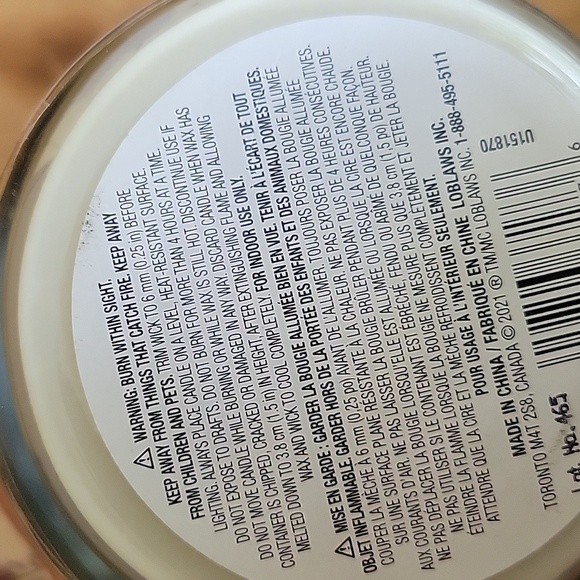 ⚠ WARNING: BURN WITHIN SIGHT.
AWAY FROM THINGS THAT CATCH FIRE. KEEP AWAY
KEEP AWAY FROM CHILDREN AND PETS. TRIM WICK TO 6 mm (0.25 in) BEFORE
LIGHTING. ALWAYS PLACE CANDLE ON A LEVEL, HEAT-RESISTANT SURFACE.
DO NOT EXPOSE TO DRAFTS. DO NOT BURN FOR MORE THAN 4 HOURS AT A TIME.
DO NOT MOVE CANDLE WHILE BURNING OR WHILE WAX IS STILL HOT. DISCONTINUE USE IF
CONTAINER IS CHIPPED, CRACKED OR DAMAGED IN ANY WAY. DISCARD CANDLE WHEN WAX HAS
MELTED DOWN TO 3.8 cm (1.5 in) IN HEIGHT, AFTER EXTINGUISHING FLAME AND ALLOWING
WAX AND WICK TO COOL COMPLETELY. FOR INDOOR USE ONLY.
⚠ MISE EN GARDE : GARDER LA BOUGIE ALLUMÉE BIEN EN VUE. TENIR À L'ÉCART DE TOUT
OBJET INFLAMMABLE. GARDER HORS DE LA PORTÉE DES ENFANTS ET DES ANIMAUX DOMESTIQUES.
COUPER LA MÈCHE À 6 mm (0.25 po) AVANT DE L'ALLUMER. TOUJOURS POSER LA BOUGIE ALLUMÉE
SUR UNE SURFACE PLANE RÉSISTANTE À LA CHALEUR. NE PAS EXPOSER LA BOUGIE ALLUMÉE
AUX COURANTS D'AIR. NE PAS LAISSER LA BOUGIE BRÛLER PENDANT PLUS DE 4 HEURES CONSÉCUTIVES.
NE PAS DÉPLACER LA BOUGIE LORSQU'ELLE EST ALLUMÉE OU LORSQUE LA CIRE EST ENCORE CHAUDE.
NE PAS UTILISER SI LE CONTENANT EST ÉBRÉCHÉ, FENDU OU ABÎMÉ DE QUELCONQUE FAÇON.
ÉTEINDRE LA FLAMME LORSQUE LA BOUGIE NE MESURE PLUS QUE 3.8 cm (1.5 po) DE HAUTEUR.
ATTENDRE QUE LA CIRE ET LA MÈCHE REFROIDISSENT COMPLÈTEMENT ET JETER LA BOUGIE.
POUR USAGE À L'INTÉRIEUR SEULEMENT.
MADE IN CHINA / FABRIQUÉ EN CHINE LOBLAWS INC.
TORONTO M4T 2S8, CANADA © 2021 ® TM/MC LOBLAWS INC. 1-888-495-5111
U151870
Lot No. 465
6